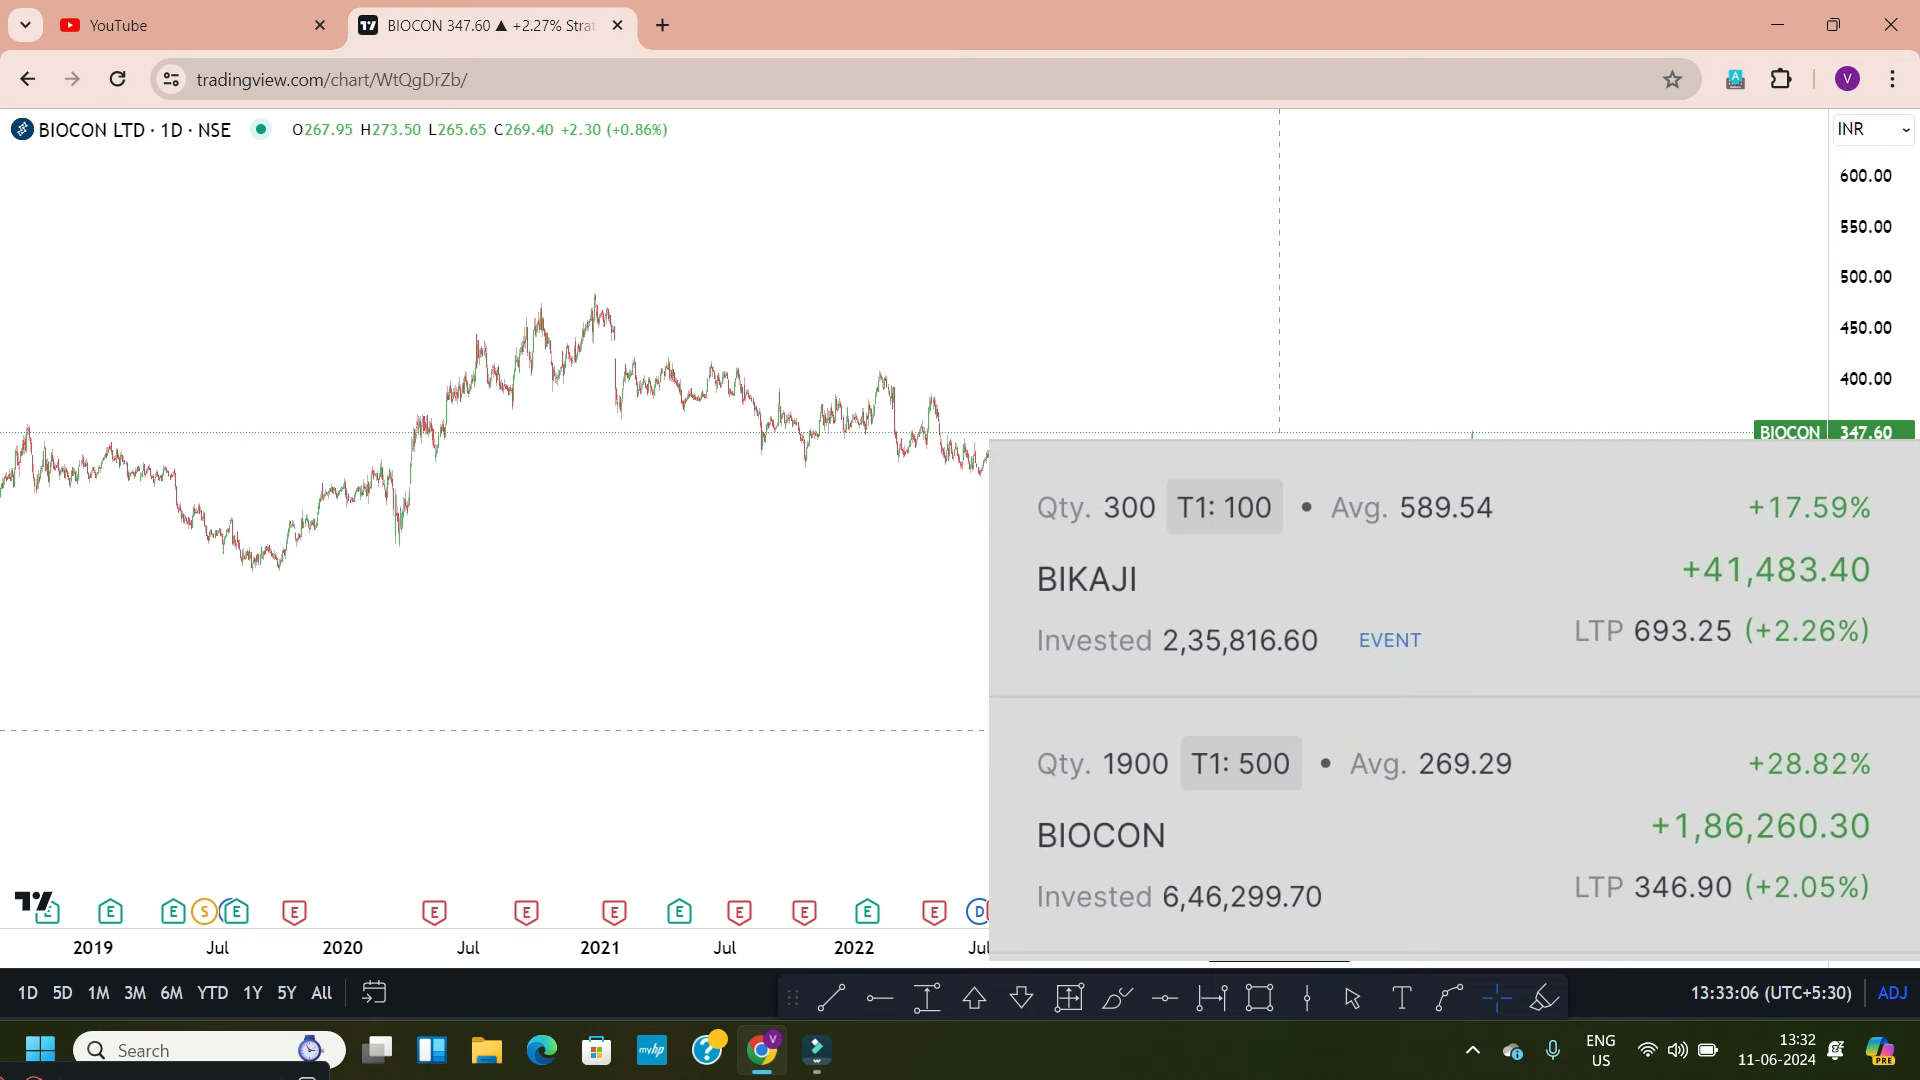 YouTube
BIOCON 347.60 ▲ +2.27% Strat
tradingview.com/chart/WtQgDrZb/
V
BIOCON LTD · 1D · NSE
O267.95 H273.50 L265.65 C269.40 +2.30 (+0.86%)
INR
600.00
550.00
500.00
450.00
400.00
BIOCON 347.60
Qty. 300 T1: 100 • Avg. 589.54
+17.59%
BIKAJI
+41,483.40
Invested 2,35,816.60 EVENT
LTP 693.25 (+2.26%)
Qty. 1900 T1: 500 • Avg. 269.29
+28.82%
BIOCON
+1,86,260.30
Invested 6,46,299.70
LTP 346.90 (+2.05%)
E E E S E E E E E E E E E E D
2019 Jul 2020 Jul 2021 Jul 2022 Jul
1D 5D 1M 3M 6M YTD 1Y 5Y All
13:33:06 (UTC+5:30) ADJ
Search
myhp
V
ENG
US
13:32
11-06-2024
PRE